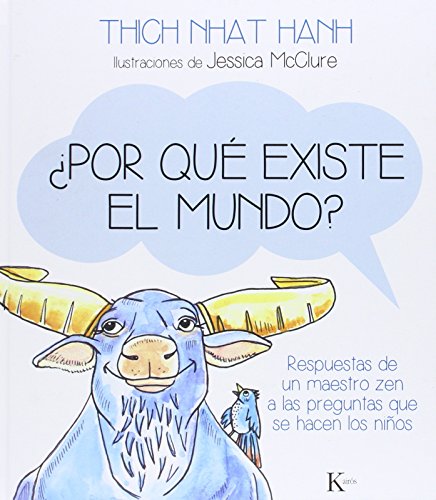 THICH NHAT HANH
Ilustraciones de Jessica McClure
¿POR QUÉ EXISTE
EL MUNDO?
Respuestas de
un maestro zen
a las preguntas que
se hacen los niños
Kairós